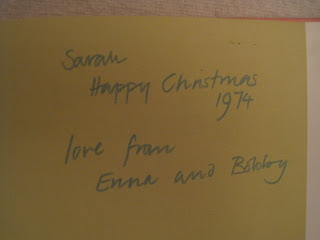 Sarah
Happy Christmas
1974
love from
Enna and Bobby